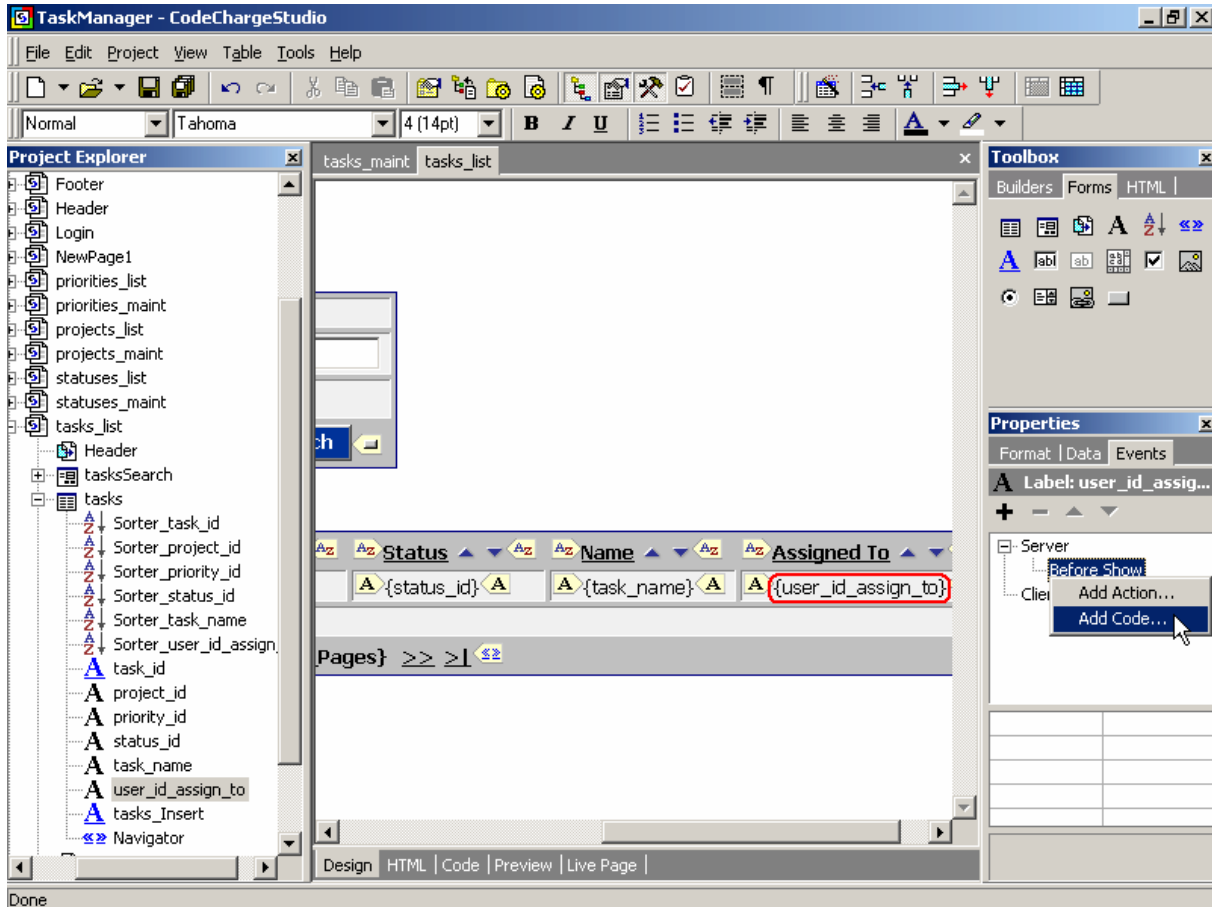 TaskManager - CodeChargeStudio
File Edit Project View Table Tools Help
Normal Tahoma 4 (14pt) B I U A
Project Explorer
Footer
Header
Login
NewPage1
priorities_list
priorities_maint
projects_list
projects_maint
statuses_list
statuses_maint
tasks_list
Header
tasksSearch
tasks
Sorter_task_id
Sorter_project_id
Sorter_priority_id
Sorter_status_id
Sorter_task_name
Sorter_user_id_assign
task_id
project_id
priority_id
status_id
task_name
user_id_assign_to
tasks_Insert
Navigator
tasks_maint tasks_list
ch
Status Name Assigned To
{status_id} {task_name} {user_id_assign_to}
Pages} >> >|
Design HTML Code Preview Live Page
Toolbox
Builders Forms HTML
Properties
Format Data Events
Label: user_id_assig...
Server
Before Show
Clie
Add Action...
Add Code...
Done